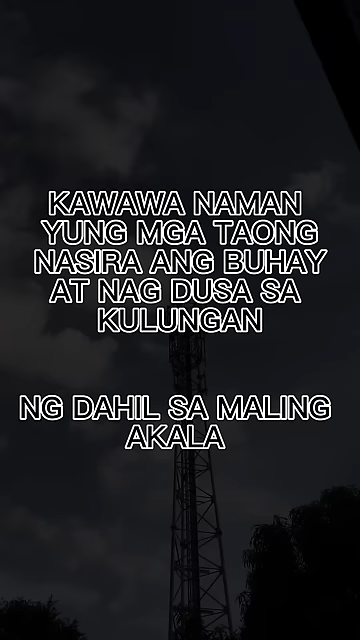 KAWAWA NAMAN
YUNG MGA TAONG
NASIRA ANG BUHAY
AT NAG DUSA SA
KULUNGAN
NG DAHIL SA MALING
AKALA